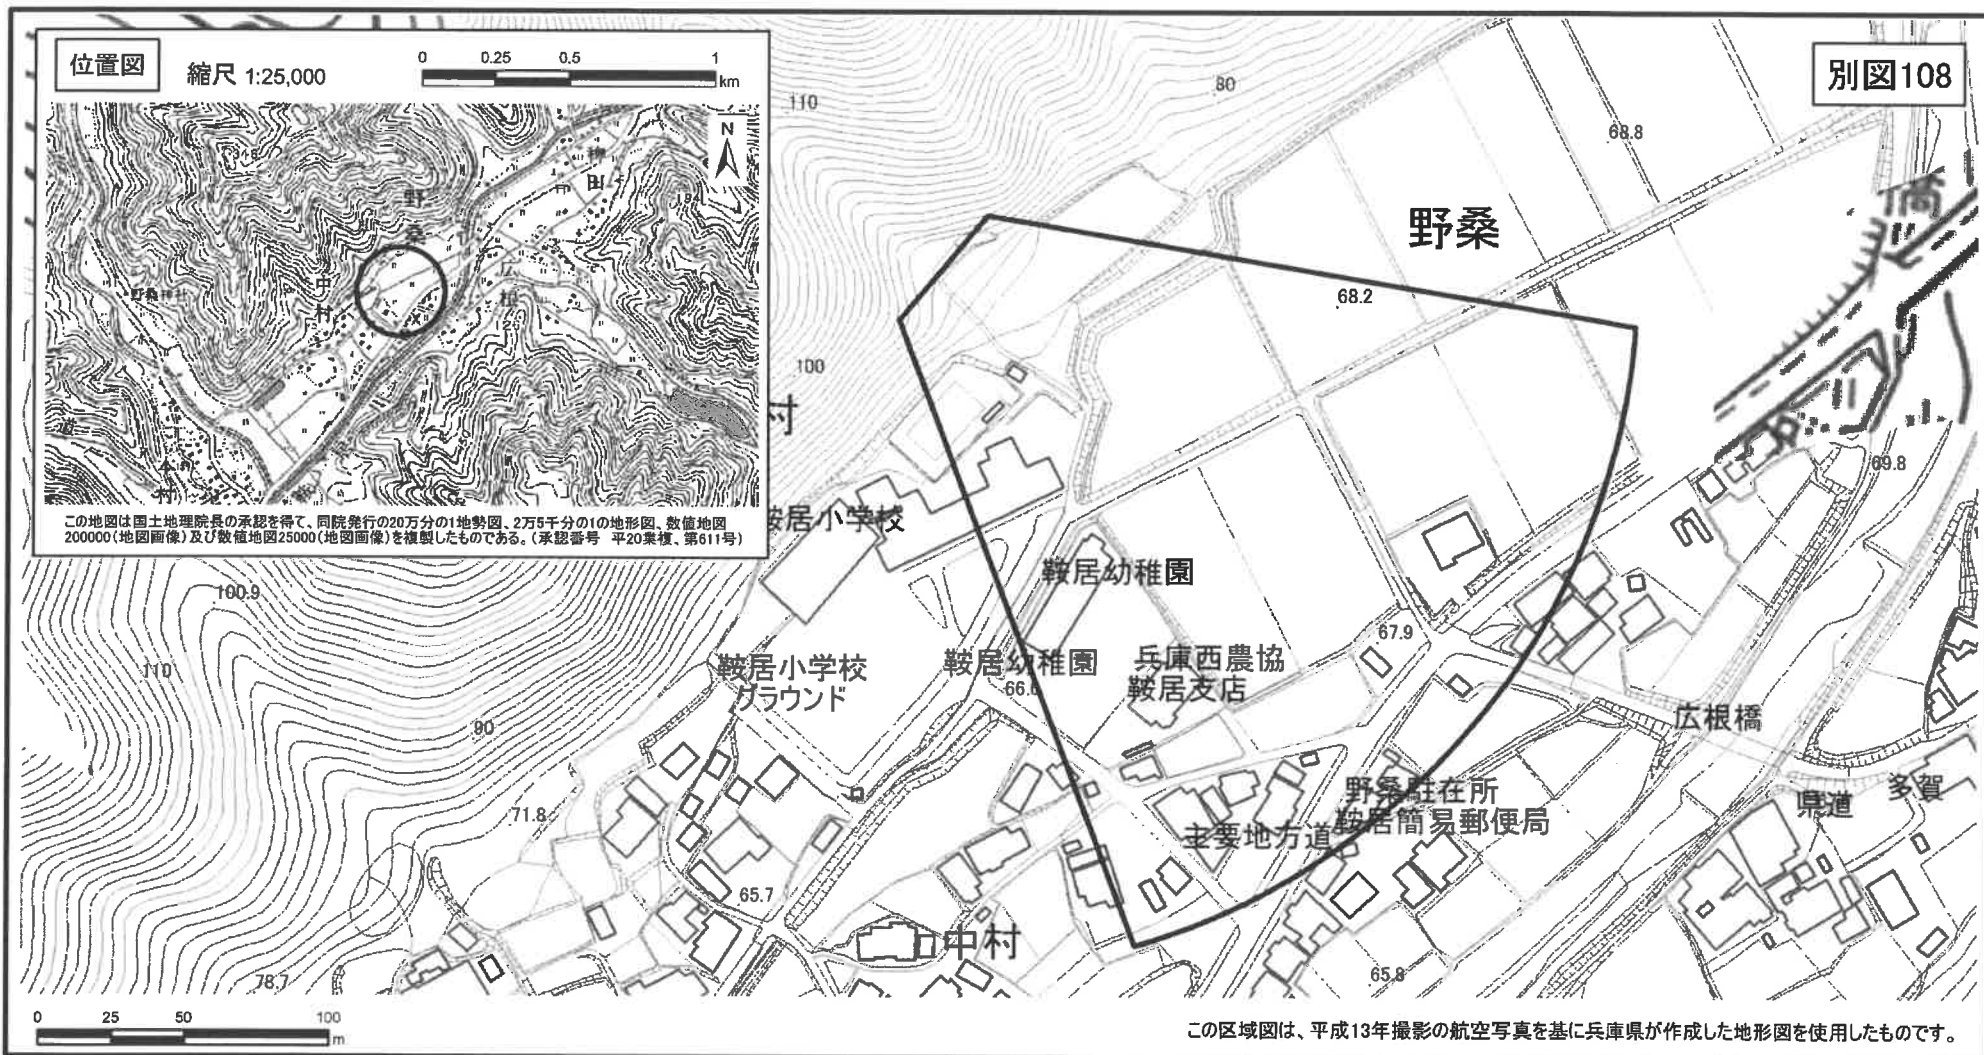 位置図
縮尺 1:25,000
0 0.25 0.5 1
km
N
野
桑
中
村
広
根
田
野桑神社
本
村
この地図は国土地理院長の承認を得て、同院発行の20万分の1地勢図、2万5千分の1の地形図、数値地図
200000(地図画像)及び数値地図25000(地図画像)を複製したものである。(承認番号 平20業複、第611号)
別図108
110
80
68.8
野桑
68.2
100
村
鞍居小学校
69.8
100.9
鞍居幼稚園
67.9
110
鞍居小学校
グラウンド
鞍居幼稚園
兵庫西農協
鞍居支店
90
広根橋
野桑駐在所
鞍居簡易郵便局
県道
多賀
71.8
主要地方道
65.7
中村
65.8
78.7
0 25 50 100
m
この区域図は、平成13年撮影の航空写真を基に兵庫県が作成した地形図を使用したものです。